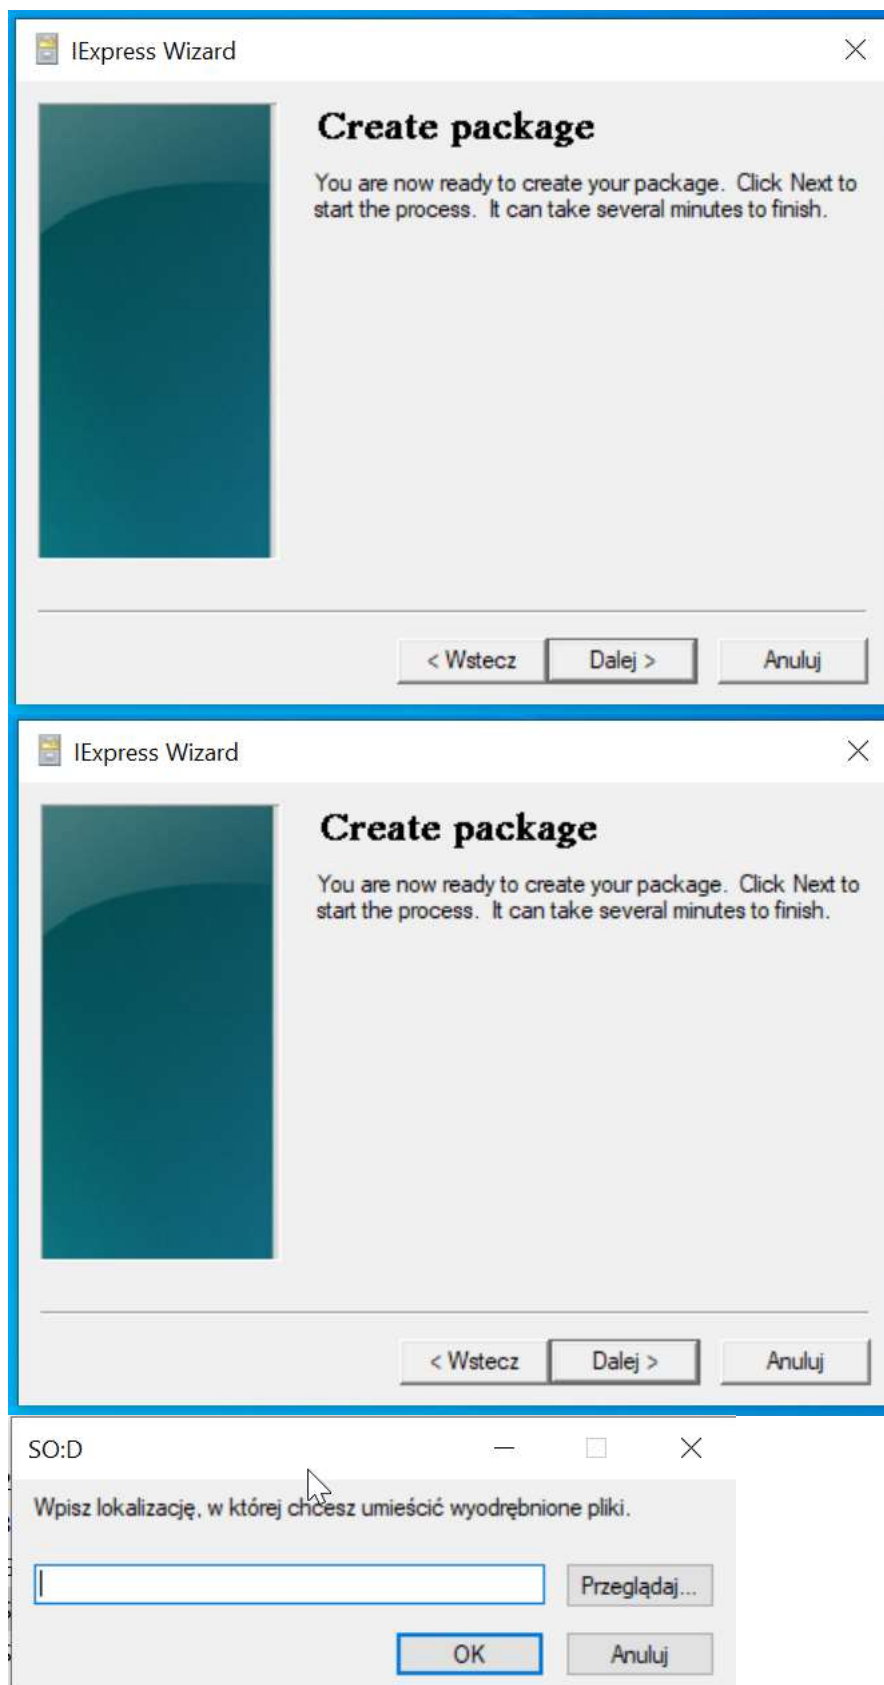 IExpress Wizard
Create package
You are now ready to create your package. Click Next to
start the process. It can take several minutes to finish.
< Wstecz
Dalej >
Anuluj
IExpress Wizard
Create package
You are now ready to create your package. Click Next to
start the process. It can take several minutes to finish.
< Wstecz
Dalej >
Anuluj
SO:D
Wpisz lokalizację, w której chcesz umieścić wyodrębnione pliki.
Przeglądaj...
OK
Anuluj